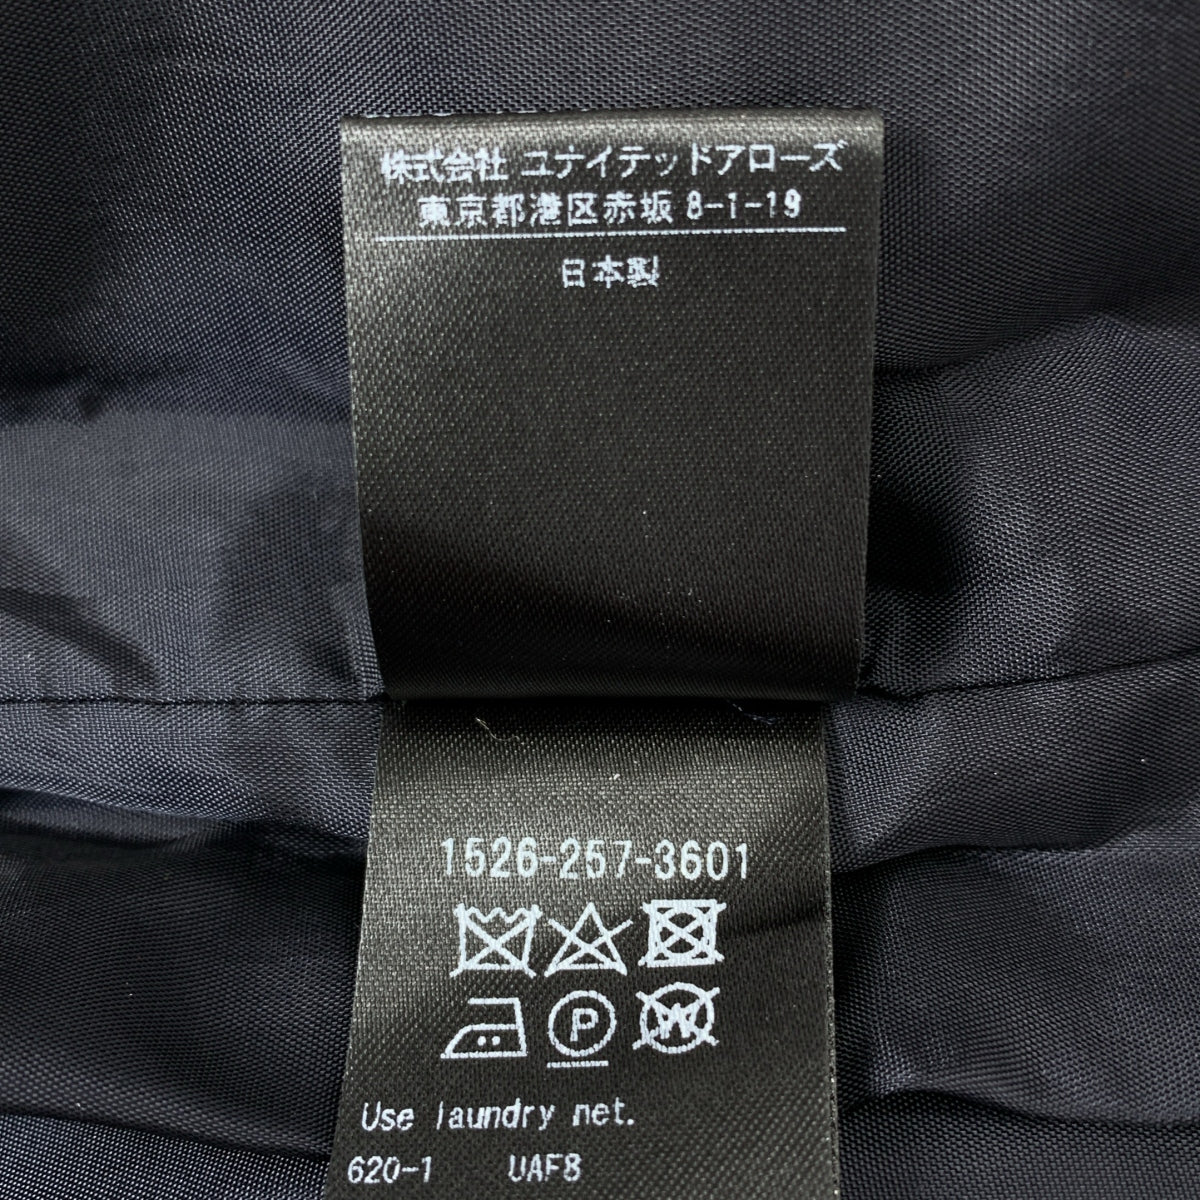 株式会社 ユナイテッドアローズ
東京都港区赤坂 8-1-19
日本製
1526-257-3601
P
W
Use laundry net.
620-1 UAF8